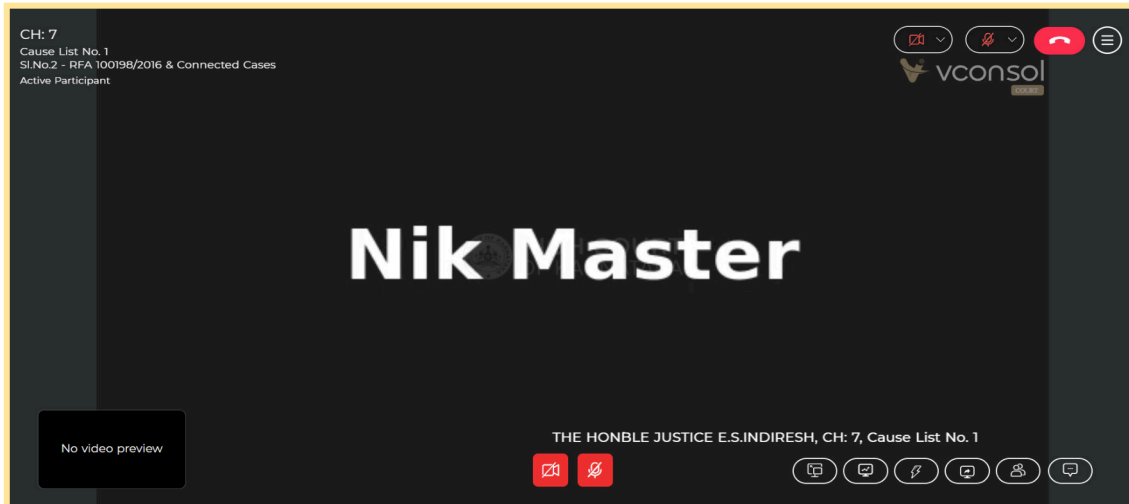 CH: 7
Cause List No. 1
Sl.No.2 - RFA 100198/2016 & Connected Cases
Active Participant
vconsol
COURT
Nik Master
No video preview
THE HONBLE JUSTICE E.S.INDIRESH, CH: 7, Cause List No. 1